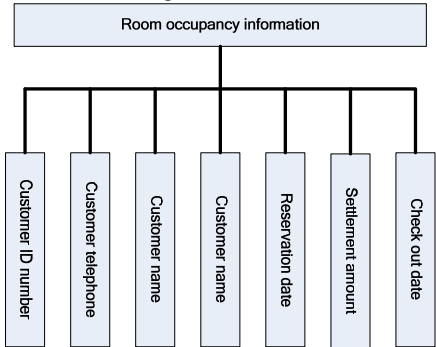 Room occupancy information
Customer ID number
Customer telephone
Customer name
Customer name
Reservation date
Settlement amount
Check out date